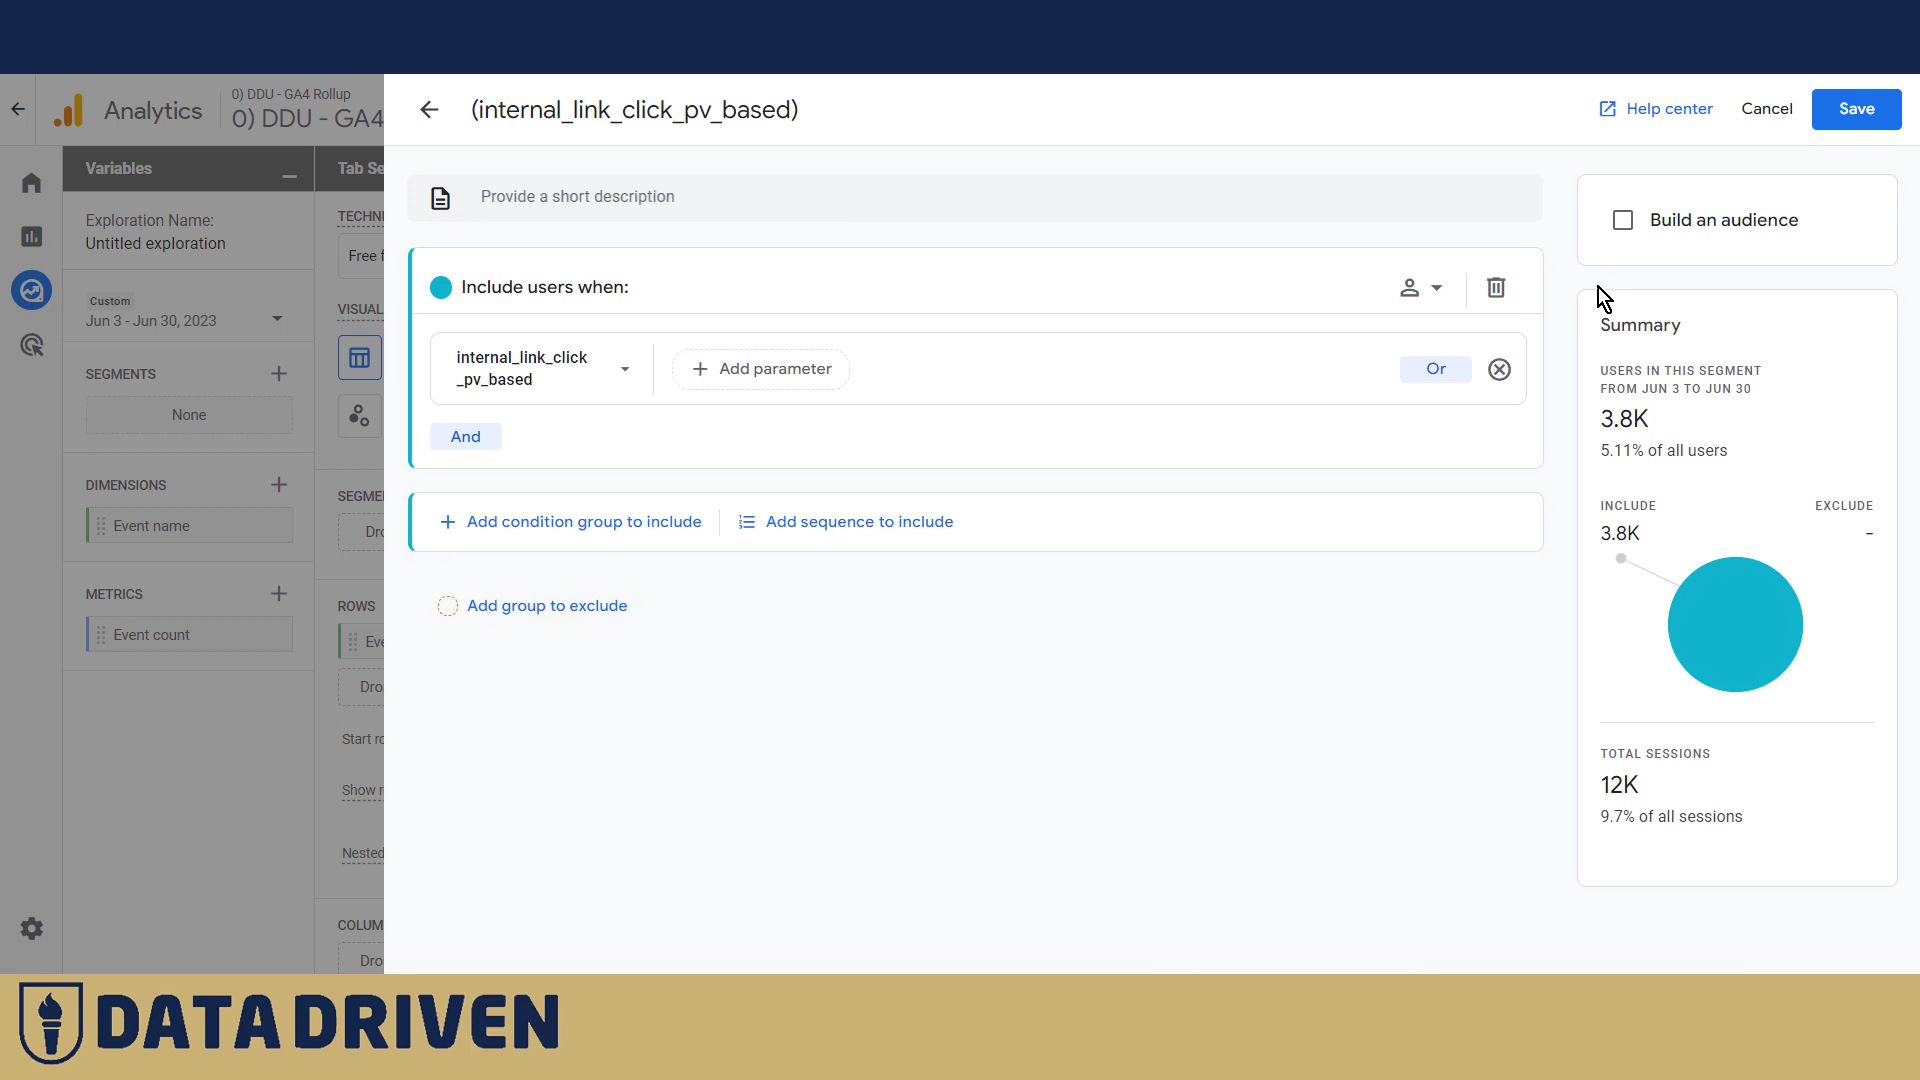 Analytics
0) DDU - GA4 Rollup
0) DDU - GA4
(internal_link_click_pv_based)
Help center
Cancel
Save
Variables
Tab Se
Exploration Name:
Untitled exploration
Custom
Jun 3 - Jun 30, 2023
SEGMENTS
None
DIMENSIONS
Event name
METRICS
Event count
TECHNI
Free f
VISUAL
SEGME
Dro
ROWS
Eve
Dro
Start ro
Show r
Nested
COLUM
Dro
Provide a short description
Include users when:
internal_link_click
_pv_based
Add parameter
Or
And
Add condition group to include
Add sequence to include
Add group to exclude
Build an audience
Summary
USERS IN THIS SEGMENT
FROM JUN 3 TO JUN 30
3.8K
5.11% of all users
INCLUDE
EXCLUDE
3.8K
-
TOTAL SESSIONS
12K
9.7% of all sessions
DATA DRIVEN